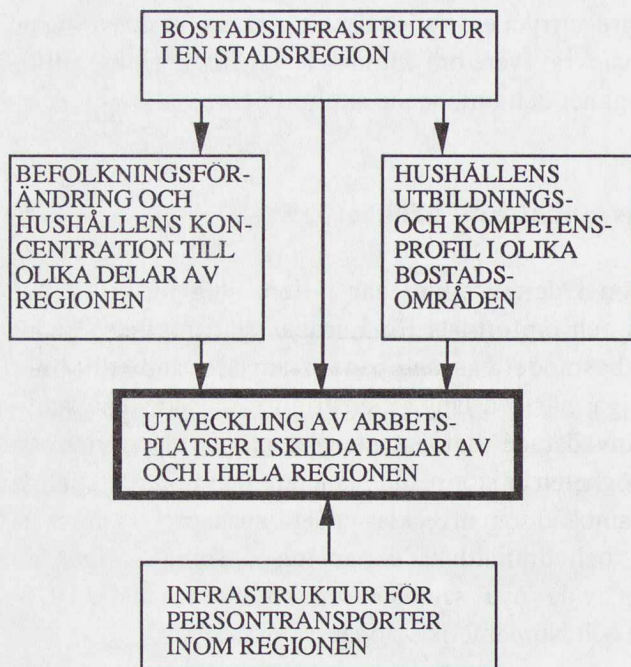 BOSTADSINFRASTRUKTUR
I EN STADSREGION
BEFOLKNINGSFÖR-
ÄNDRING OCH
HUSHÅLLENS KON-
CENTRATION TILL
OLIKA DELAR AV
REGIONEN
HUSHÅLLENS
UTBILDNINGS-
OCH KOMPETENS-
PROFIL I OLIKA
BOSTADS-
OMRÅDEN
UTVECKLING AV ARBETS-
PLATSER I SKILDA DELAR AV
OCH I HELA REGIONEN
INFRASTRUKTUR FÖR
PERSONTRANSPORTER
INOM REGIONEN